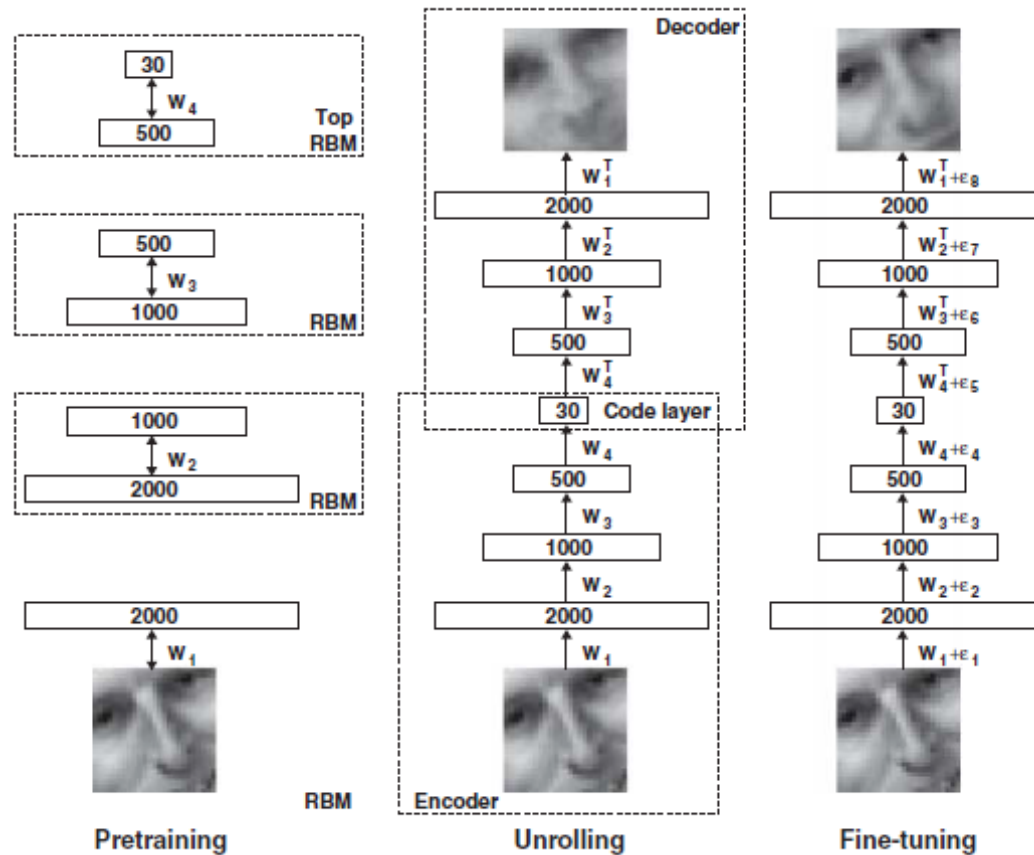 30
W₄
500
Top
RBM
500
W₃
1000
RBM
1000
W₂
2000
RBM
2000
W₁
RBM
Pretraining
Decoder
W₁ᵀ
2000
W₂ᵀ
1000
W₃ᵀ
500
W₄ᵀ
30 Code layer
W₄
500
W₃
1000
W₂
2000
W₁
Encoder
Unrolling
W₁ᵀ+ε₈
2000
W₂ᵀ+ε₇
1000
W₃ᵀ+ε₆
500
W₄ᵀ+ε₅
30
W₄+ε₄
500
W₃+ε₃
1000
W₂+ε₂
2000
W₁+ε₁
Fine-tuning